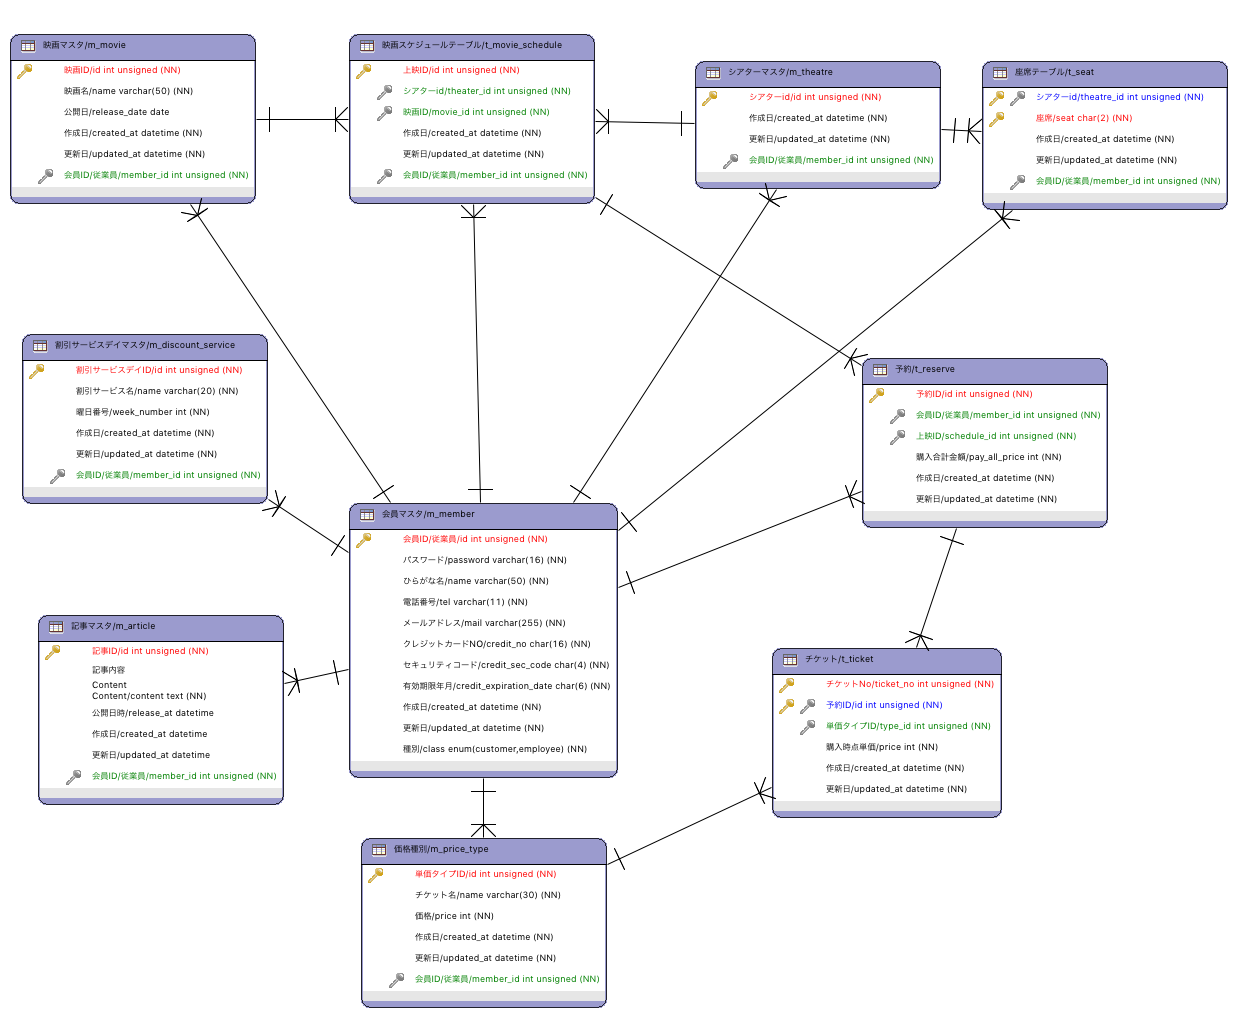 映画マスタ/m_movie
映画ID/id int unsigned (NN)
映画名/name varchar(50) (NN)
公開日/release_date date
作成日/created_at datetime (NN)
更新日/updated_at datetime (NN)
会員ID/従業員/member_id int unsigned (NN)
映画スケジュールテーブル/t_movie_schedule
上映ID/id int unsigned (NN)
シアターid/theater_id int unsigned (NN)
映画ID/movie_id int unsigned (NN)
作成日/created_at datetime (NN)
更新日/updated_at datetime (NN)
会員ID/従業員/member_id int unsigned (NN)
シアターマスタ/m_theatre
シアターid/id int unsigned (NN)
作成日/created_at datetime (NN)
更新日/updated_at datetime (NN)
会員ID/従業員/member_id int unsigned (NN)
座席テーブル/t_seat
シアターid/theatre_id int unsigned (NN)
座席/seat char(2) (NN)
作成日/created_at datetime (NN)
更新日/updated_at datetime (NN)
会員ID/従業員/member_id int unsigned (NN)
割引サービスデイマスタ/m_discount_service
割引サービスデイID/id int unsigned (NN)
割引サービス名/name varchar(20) (NN)
曜日番号/week_number int (NN)
作成日/created_at datetime (NN)
更新日/updated_at datetime (NN)
会員ID/従業員/member_id int unsigned (NN)
予約/t_reserve
予約ID/id int unsigned (NN)
会員ID/従業員/member_id int unsigned (NN)
上映ID/schedule_id int unsigned (NN)
購入合計金額/pay_all_price int (NN)
作成日/created_at datetime (NN)
更新日/updated_at datetime (NN)
会員マスタ/m_member
会員ID/従業員/id int unsigned (NN)
パスワード/password varchar(16) (NN)
ひらがな名/name varchar(50) (NN)
電話番号/tel varchar(11) (NN)
メールアドレス/mail varchar(255) (NN)
クレジットカードNO/credit_no char(16) (NN)
セキュリティコード/credit_sec_code char(4) (NN)
有効期限年月/credit_expiration_date char(6) (NN)
作成日/created_at datetime (NN)
更新日/updated_at datetime (NN)
種別/class enum(customer,employee) (NN)
記事マスタ/m_article
記事ID/id int unsigned (NN)
記事内容
Content
Content/content text (NN)
公開日時/release_at datetime
作成日/created_at datetime
更新日/updated_at datetime
会員ID/従業員/member_id int unsigned (NN)
チケット/t_ticket
チケットNo/ticket_no int unsigned (NN)
予約ID/id int unsigned (NN)
単価タイプID/type_id int unsigned (NN)
購入時点単価/price int (NN)
作成日/created_at datetime (NN)
更新日/updated_at datetime (NN)
価格種別/m_price_type
単価タイプID/id int unsigned (NN)
チケット名/name varchar(30) (NN)
価格/price int (NN)
作成日/created_at datetime (NN)
更新日/updated_at datetime (NN)
会員ID/従業員/member_id int unsigned (NN)